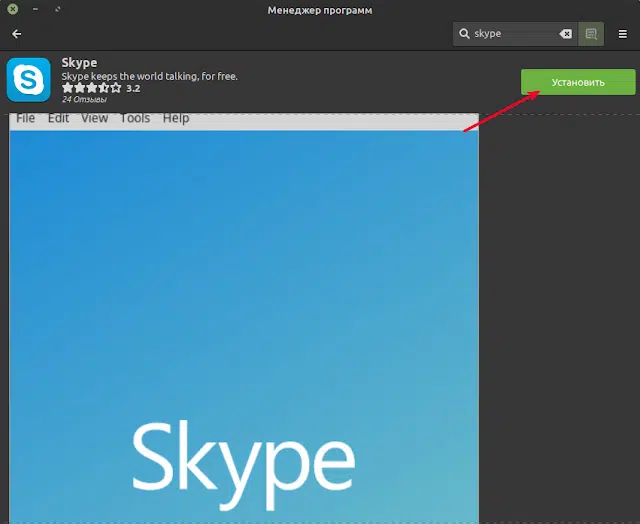 Менеджер программ
skype
Skype
Skype keeps the world talking, for free.
3.2
24 Отзывы
Установить
File Edit View Tools Help
Skype